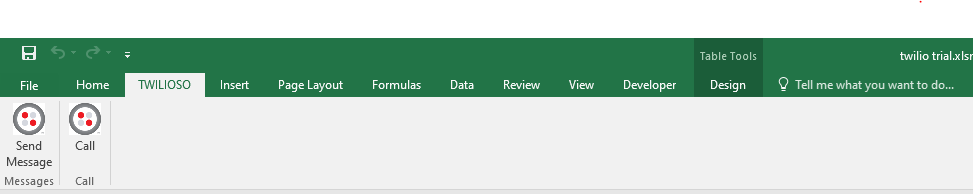 Table Tools
twilio trial.xlsm
File Home TWILIOSO Insert Page Layout Formulas Data Review View Developer Design Tell me what you want to do...
Send Call
Message
Messages Call